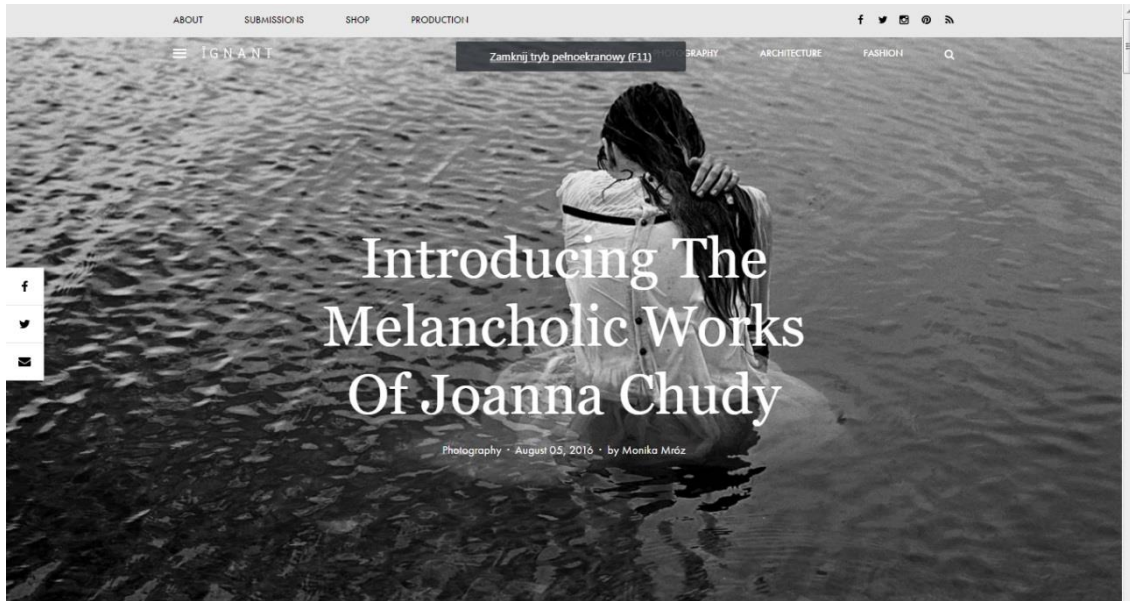 ABOUT SUBMISSIONS SHOP PRODUCTION
IGNANT Zamknij tryb pełnoekranowy (F11) ARCHITECTURE FASHION
Introducing The
Melancholic Works
Of Joanna Chudy
Photography · August 05, 2016 · by Monika Mróz